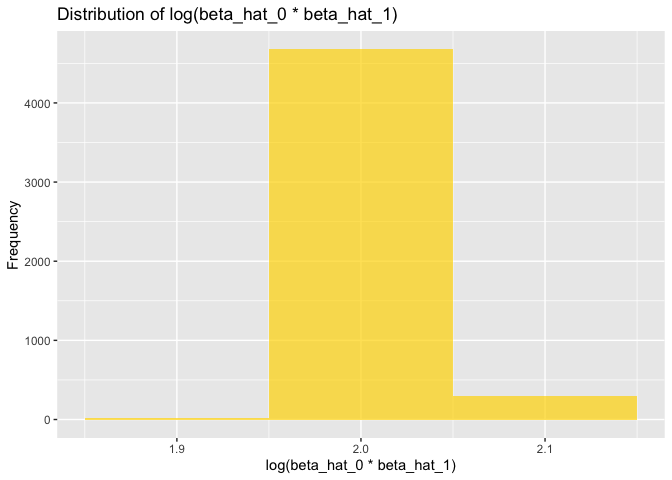 Distribution of log(beta_hat_0 * beta_hat_1)
Frequency
4000
3000
2000
1000
0
1.9
2.0
2.1
log(beta_hat_0 * beta_hat_1)